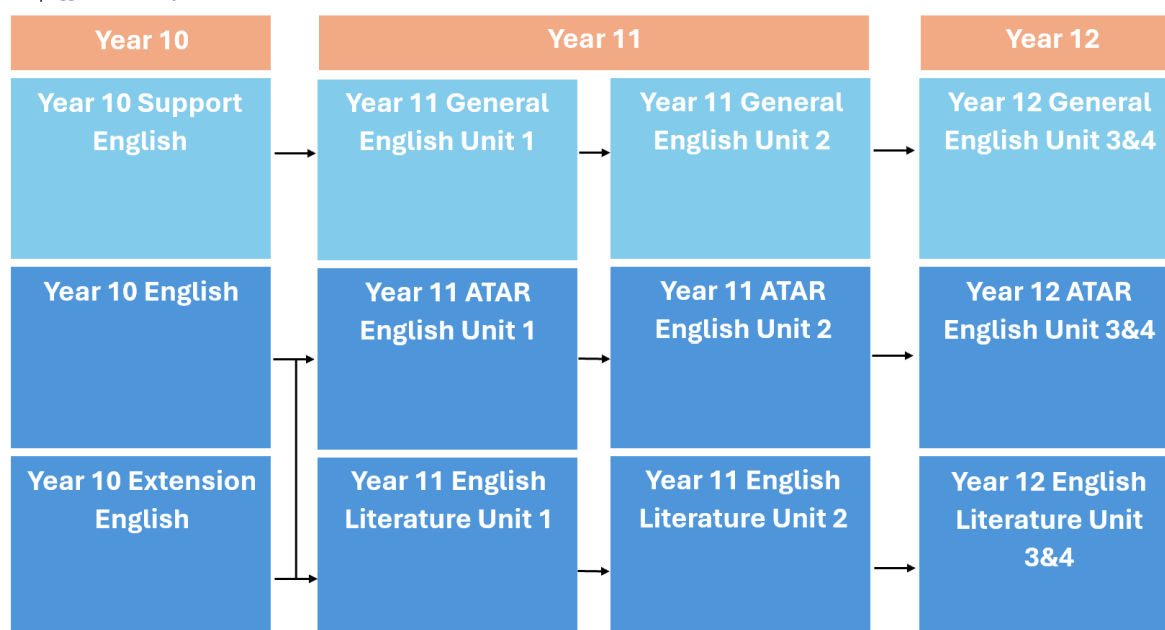 Year 10
Year 11
Year 12
Year 10 Support
English
Year 11 General
English Unit 1
Year 11 General
English Unit 2
Year 12 General
English Unit 3&4
Year 10 English
Year 11 ATAR
English Unit 1
Year 11 ATAR
English Unit 2
Year 12 ATAR
English Unit 3&4
Year 10 Extension
English
Year 11 English
Literature Unit 1
Year 11 English
Literature Unit 2
Year 12 English
Literature Unit
3&4